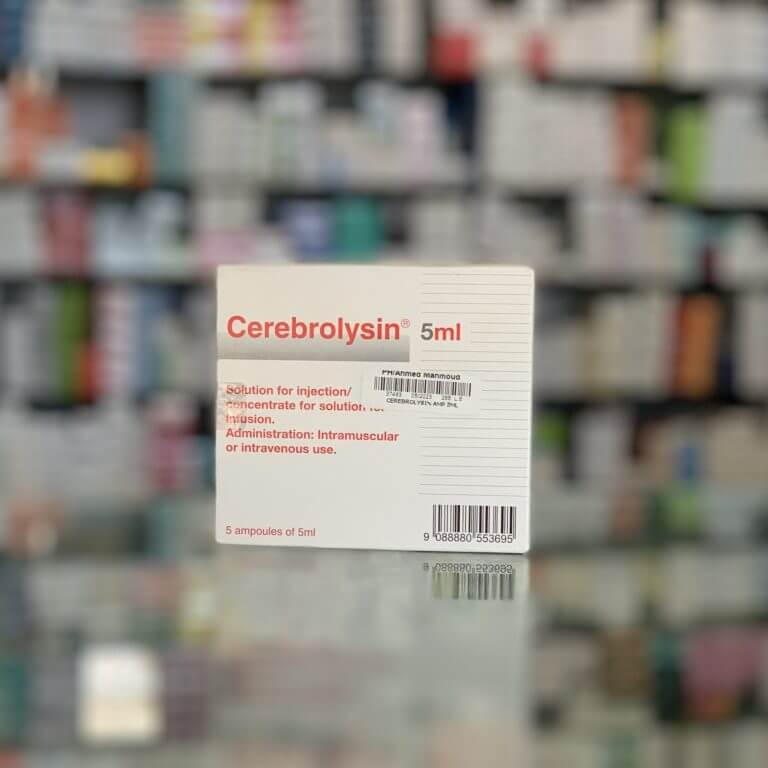 Cerebrolysin® 5ml
PH/Ahmed Mahmoud
CEREBROLYSIN AMP 5ML
Solution for injection/
concentrate for solution for
infusion.
Administration: Intramuscular
or intravenous use.
5 ampoules of 5ml
9 088880 553695